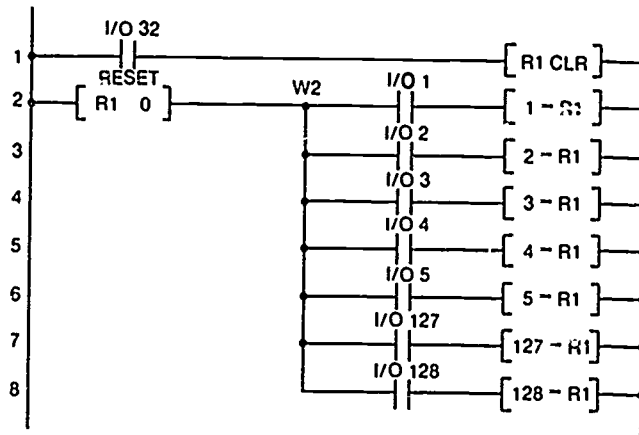 I/O 32
1
[ R1 CLR ]
RESET
2
[ R1 0 ]
W2
I/O 1
[ 1 – R1 ]
I/O 2
3
[ 2 – R1 ]
I/O 3
4
[ 3 – R1 ]
I/O 4
5
[ 4 – R1 ]
I/O 5
6
[ 5 – R1 ]
I/O 127
7
[ 127 – R1 ]
I/O 128
8
[ 128 – R1 ]